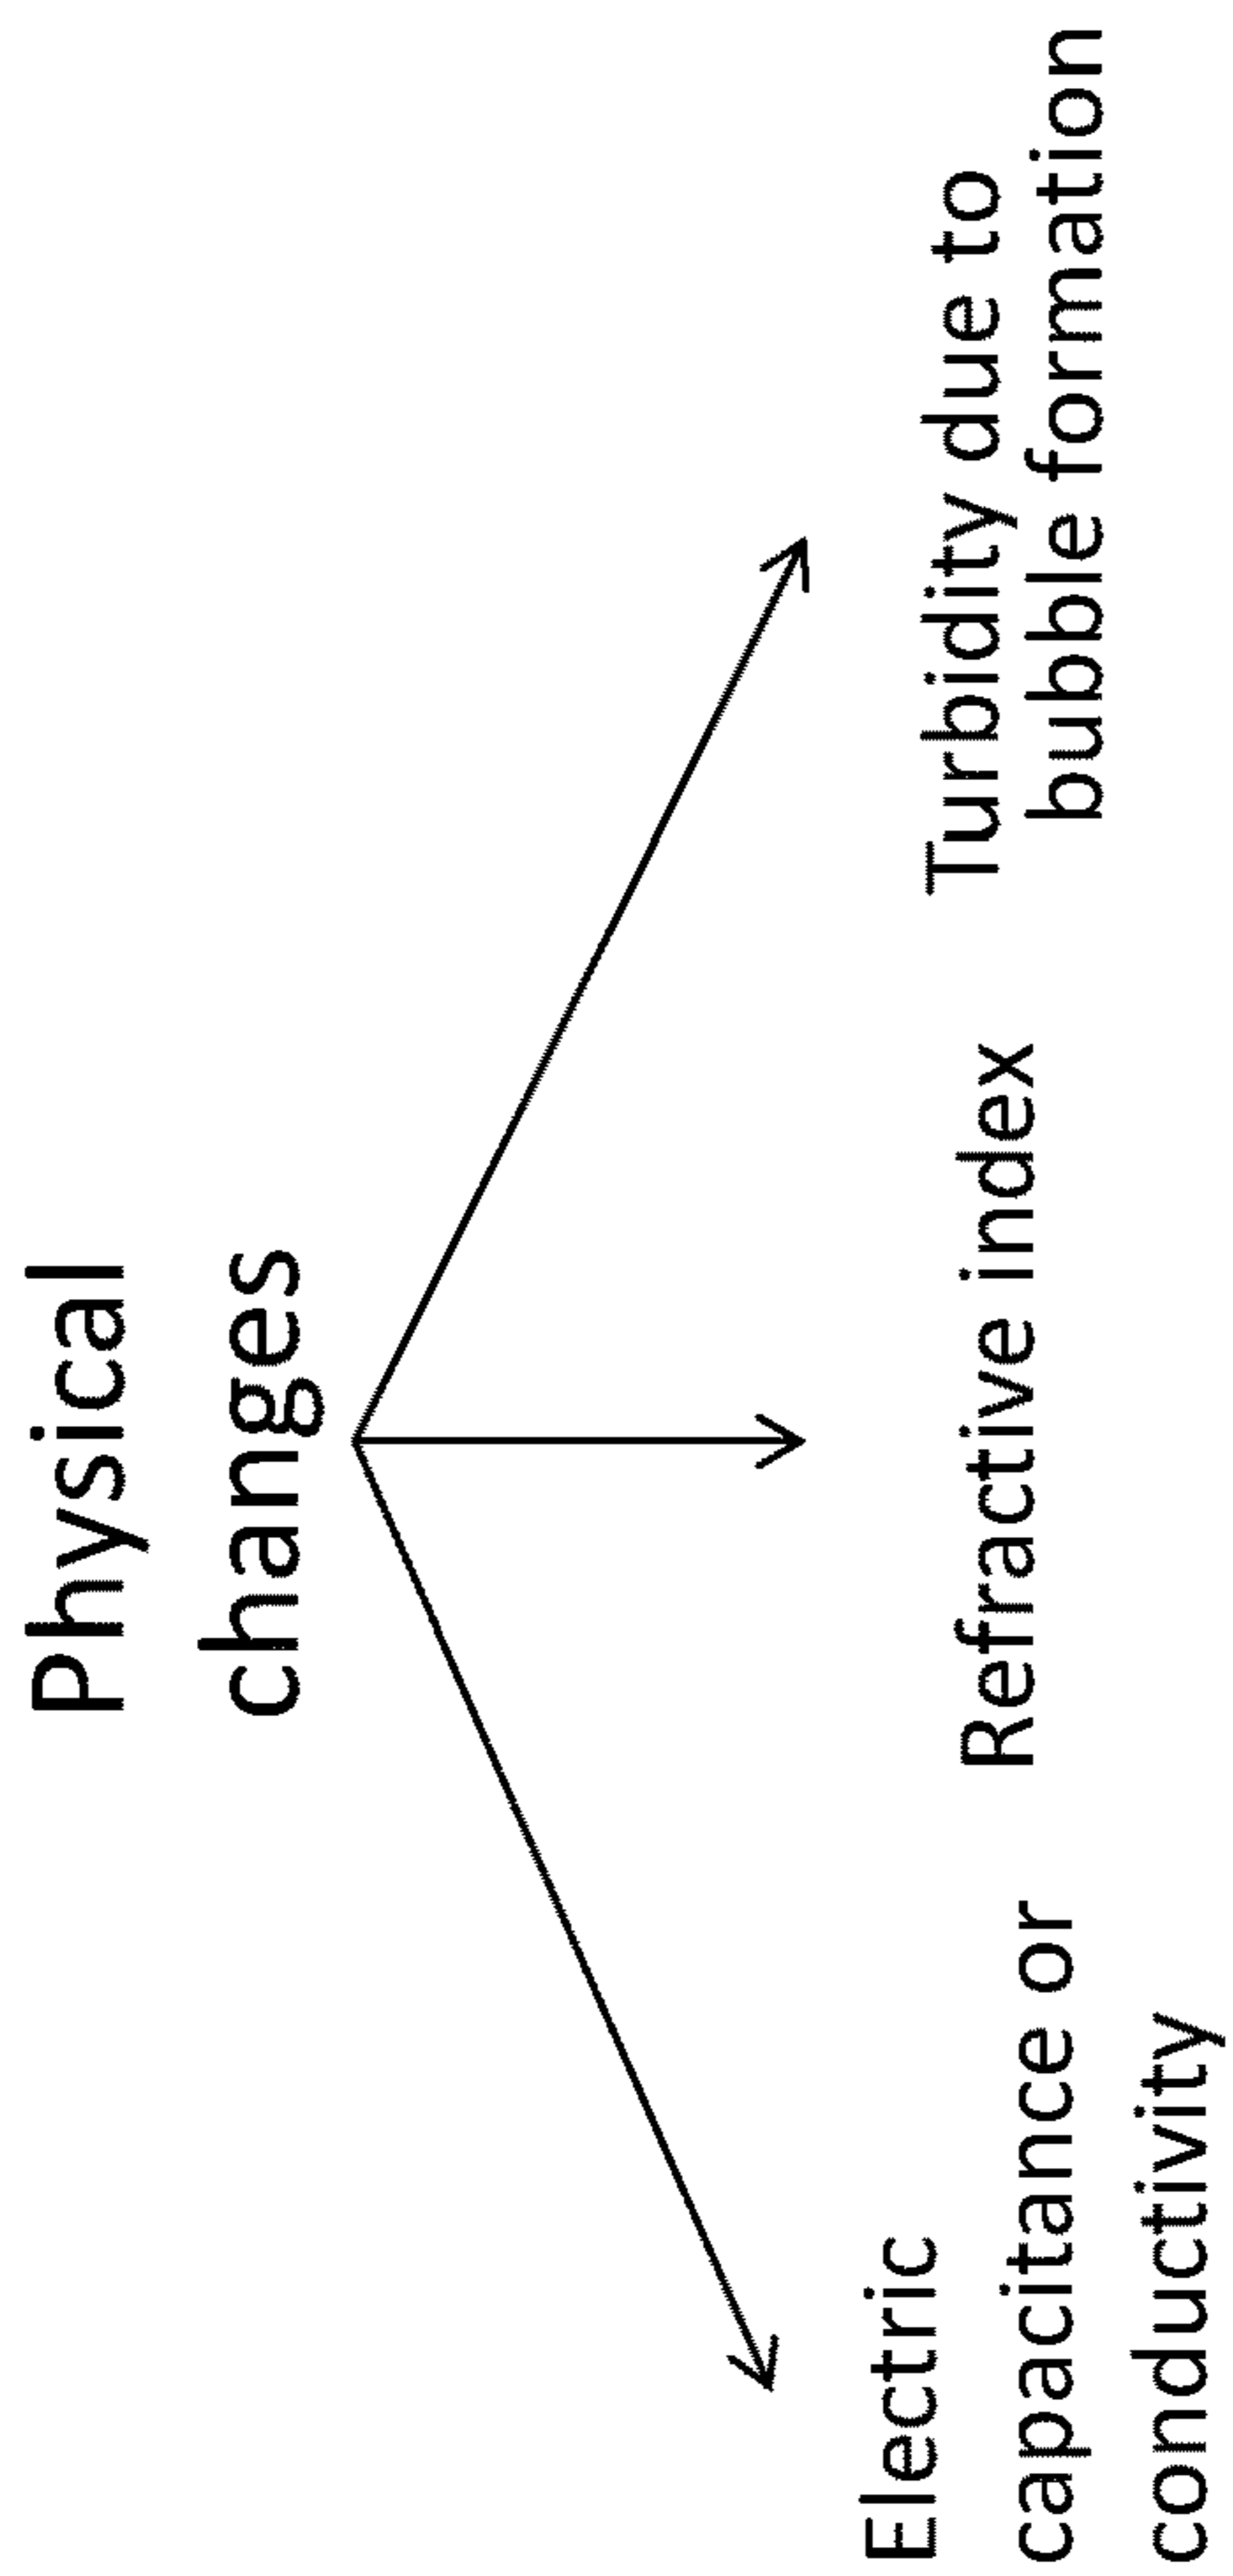 Physical
changes
Electric
capacitance or
conductivity
Refractive index
Turbidity due to
bubble formation